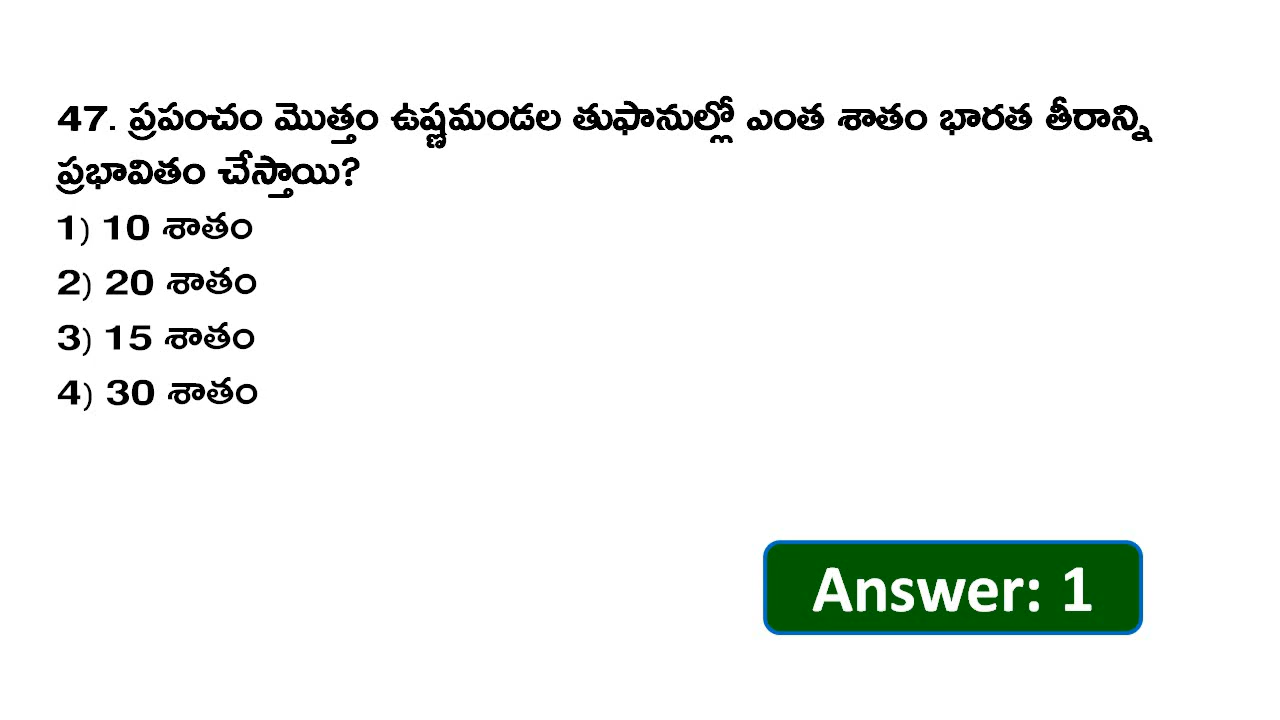 47. ప్రపంచం మొత్తం ఉష్ణమండల తుఫానుల్లో ఎంత శాతం భారత తీరాన్ని
ప్రభావితం చేస్తాయి?
1) 10 శాతం
2) 20 శాతం
3) 15 శాతం
4) 30 శాతం
Answer: 1